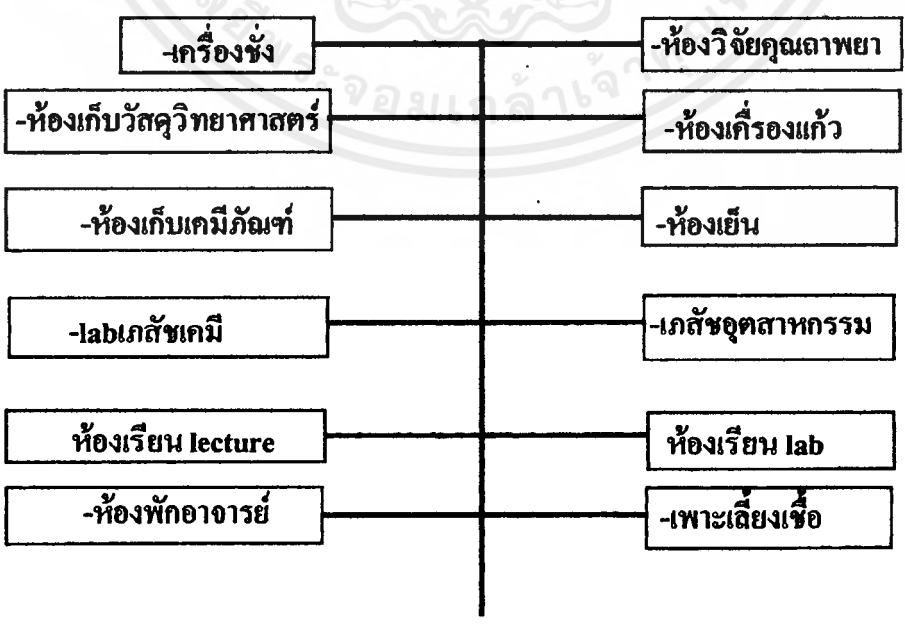 -เครื่องชั่ง
-ห้องวิจัยคุณถาพยา
-ห้องเก็บวัสดุวิทยาศาสตร์
-ห้องเครื่องแก้ว
-ห้องเก็บเคมีภัณฑ์
-ห้องเย็น
-labเภสัชเคมี
-เภสัชอุตสาหกรรม
ห้องเรียน lecture
ห้องเรียน lab
-ห้องพักอาจารย์
-เพาะเลี้ยงเชื้อ